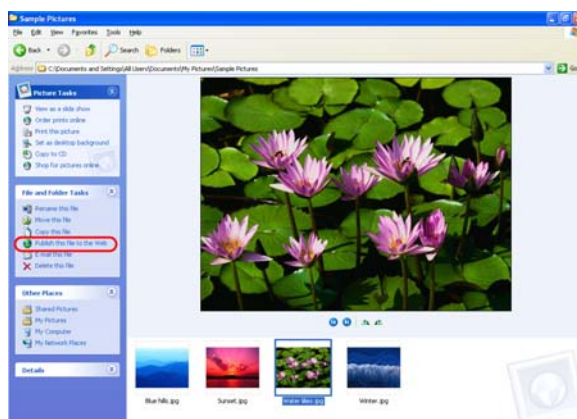 Sample Pictures
File Edit View Favorites Tools Help
Back Search Folders
Address C:\Documents and Settings\All Users\Documents\My Pictures\Sample Pictures Go
Picture Tasks
View as a slide show
Order prints online
Print this picture
Set as desktop background
Copy to CD
Shop for pictures online
File and Folder Tasks
Rename this file
Move this file
Copy this file
Publish this file to the Web
E-mail this file
Delete this file
Other Places
Shared Pictures
My Pictures
My Computer
My Network Places
Details
Blue hills.jpg Sunset.jpg Water lilies.jpg Winter.jpg